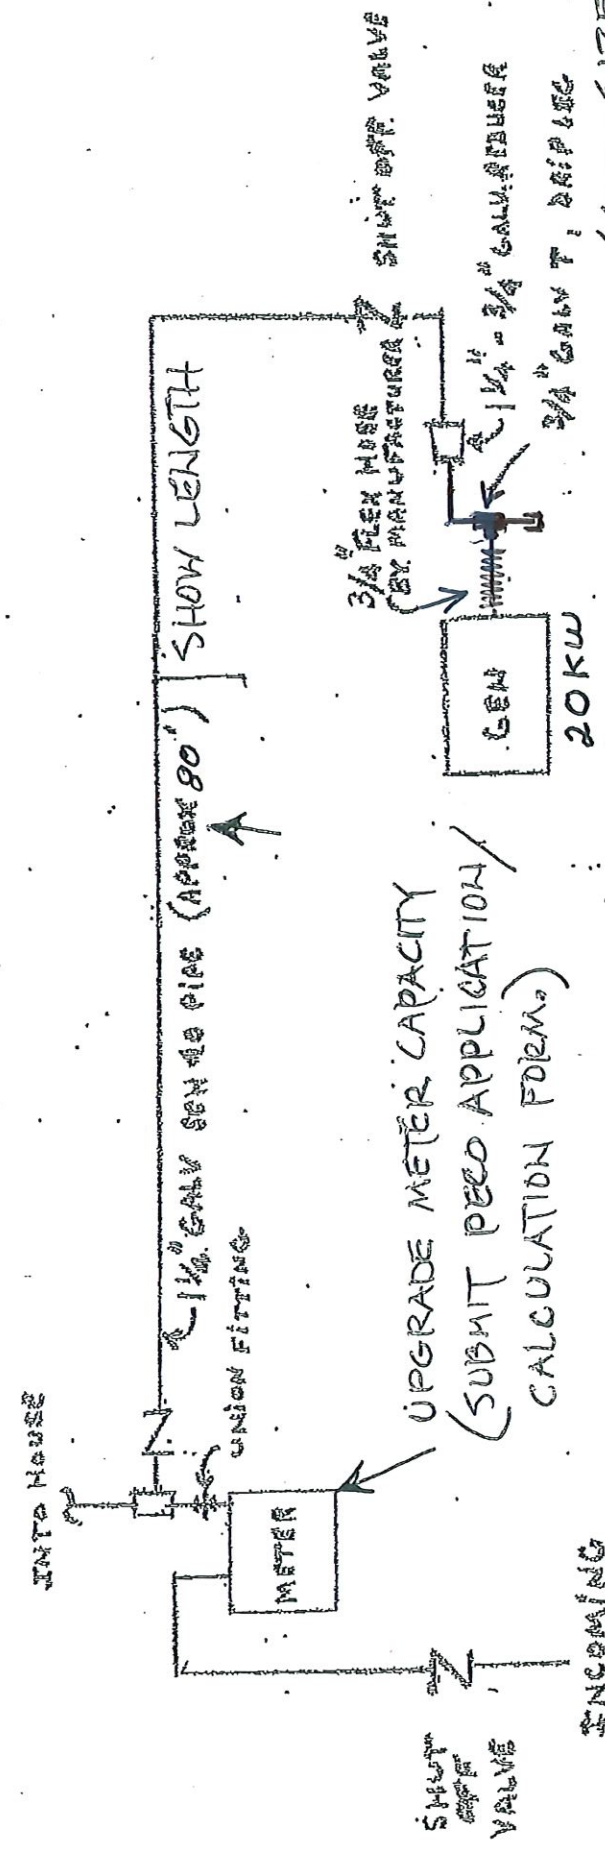 INTO HOUSE
UNION FITTING
METER
SHUT
OFF
VALVE
INCOMING
1¼" GALV SCH 40 PIPE (APPROX 80')
SHOW LENGTH
UPGRADE METER CAPACITY
(SUBMIT PECO APPLICATION/
CALCULATION FORM.)
SHUT OFF VALVE
3/4" FLEX HOSE
BY MANUFACTURER
1¼" - 3/4" GALV REDUCER
3/4" GALV T, DRIP LEG
GEN
20KW